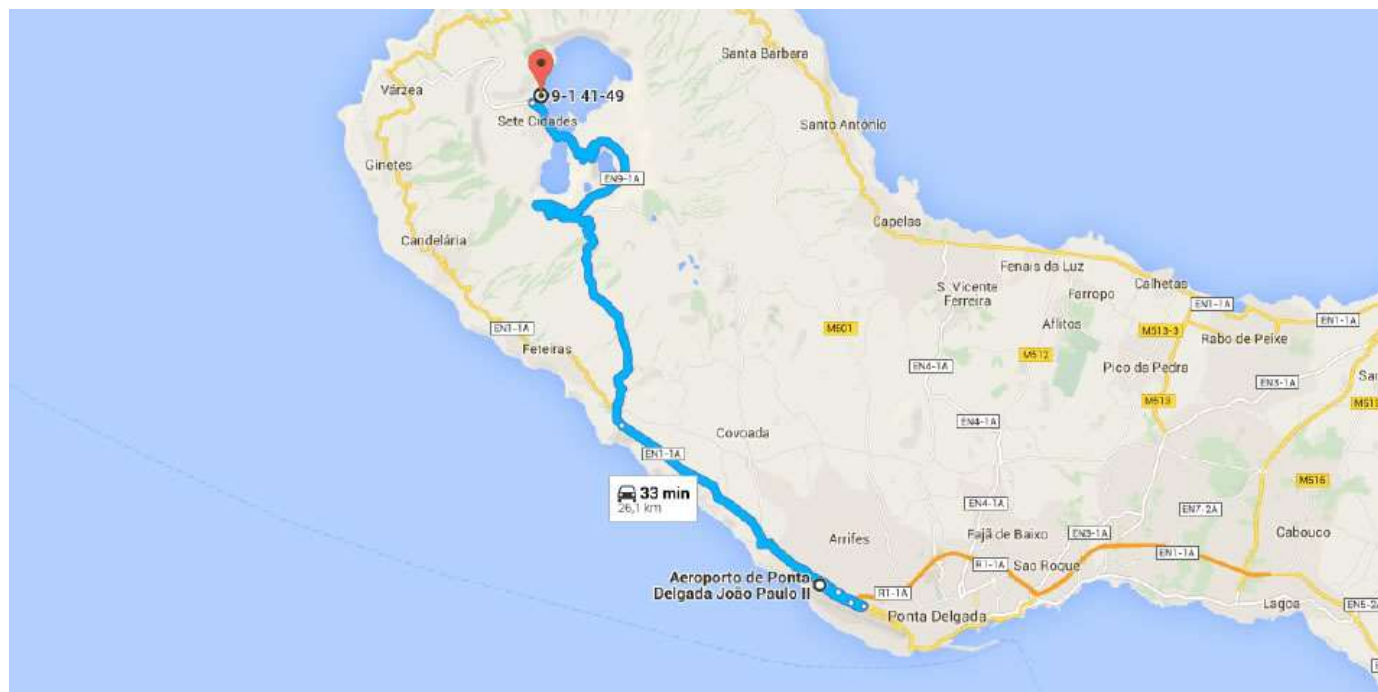 Santa Bárbara
Várzea
9-1 41-49
Sete Cidades
Santo António
Ginetes
EN9-1A
Capelas
Candelária
Fenais da Luz
Calhetas
S. Vicente
Ferreira
Farropo
EN1-1A
EN1-1A
Aflitos
EN1-1A
M601
M513-3
Rabo de Peixe
Feteiras
M512
Pico da Pedra
EN4-1A
EN3-1A
M513
Covoada
EN4-1A
EN1-1A
M516
33 min
26,1 km
EN4-1A
EN7-2A
Arrifes
Fajã de Baixo
EN3-1A
Cabouco
EN1-1A
R1-1A
Sao Roque
Aeroporto de Ponta
Delgada João Paulo II
R1-1A
Ponta Delgada
Lagoa